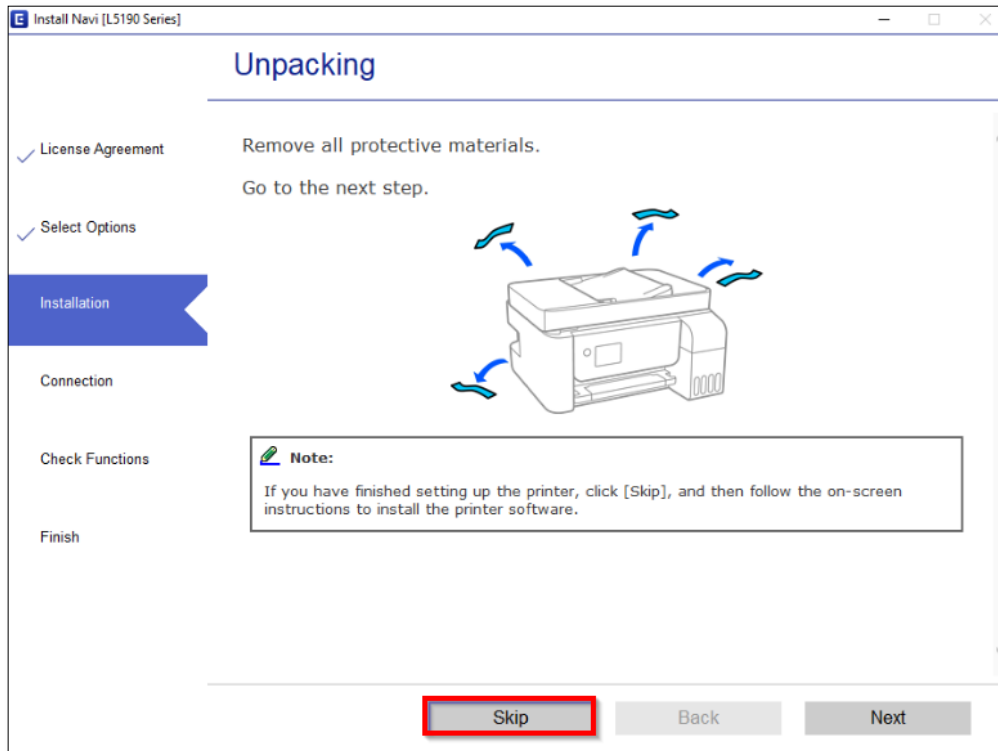 E Install Navi [L5190 Series]
Unpacking
License Agreement
Select Options
Installation
Connection
Check Functions
Finish
Remove all protective materials.
Go to the next step.
Note:
If you have finished setting up the printer, click [Skip], and then follow the on-screen
instructions to install the printer software.
Skip
Back
Next